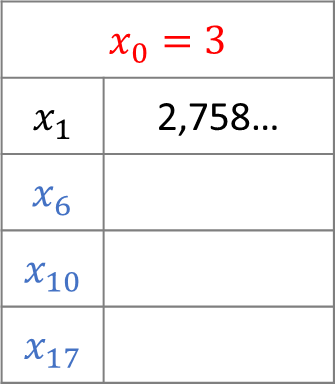 x₀ = 3
x₁ 2,758...
x₆
x₁₀
x₁₇